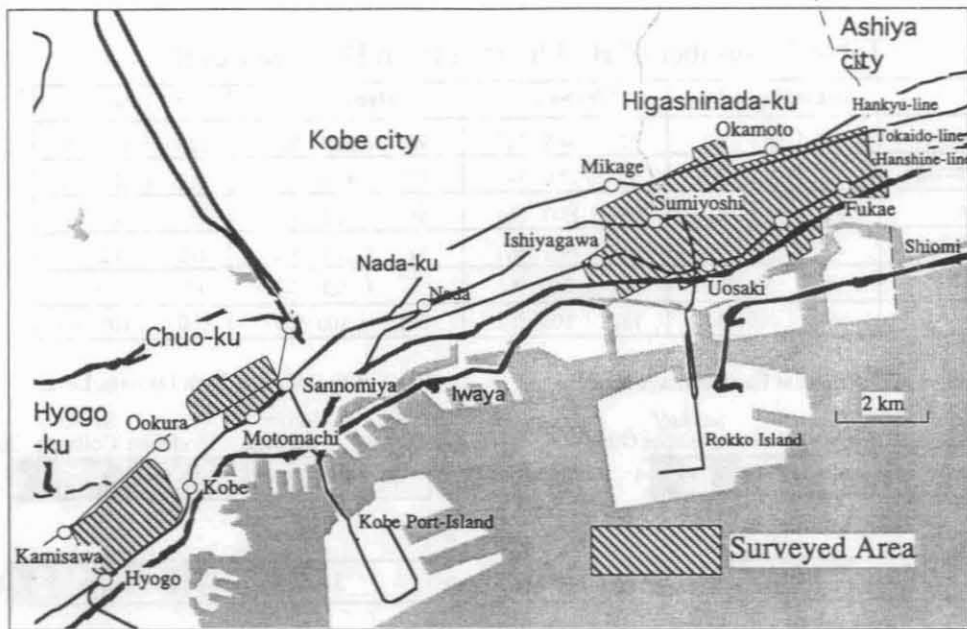 Ashiya
city
Higashinada-ku
Hankyu-line
Okamoto
Tokaido-line
Kobe city
Hanshine-line
Mikage
Sumiyoshi
Fukae
Ishiyagawa
Shiomi
Nada-ku
Uosaki
Nada
Chuo-ku
Sannomiya
Iwaya
2 km
Hyogo
ku
Ookura
Motomachi
Rokko Island
Kobe
Kobe Port-Island
Surveyed Area
Kamisawa
Hyogo